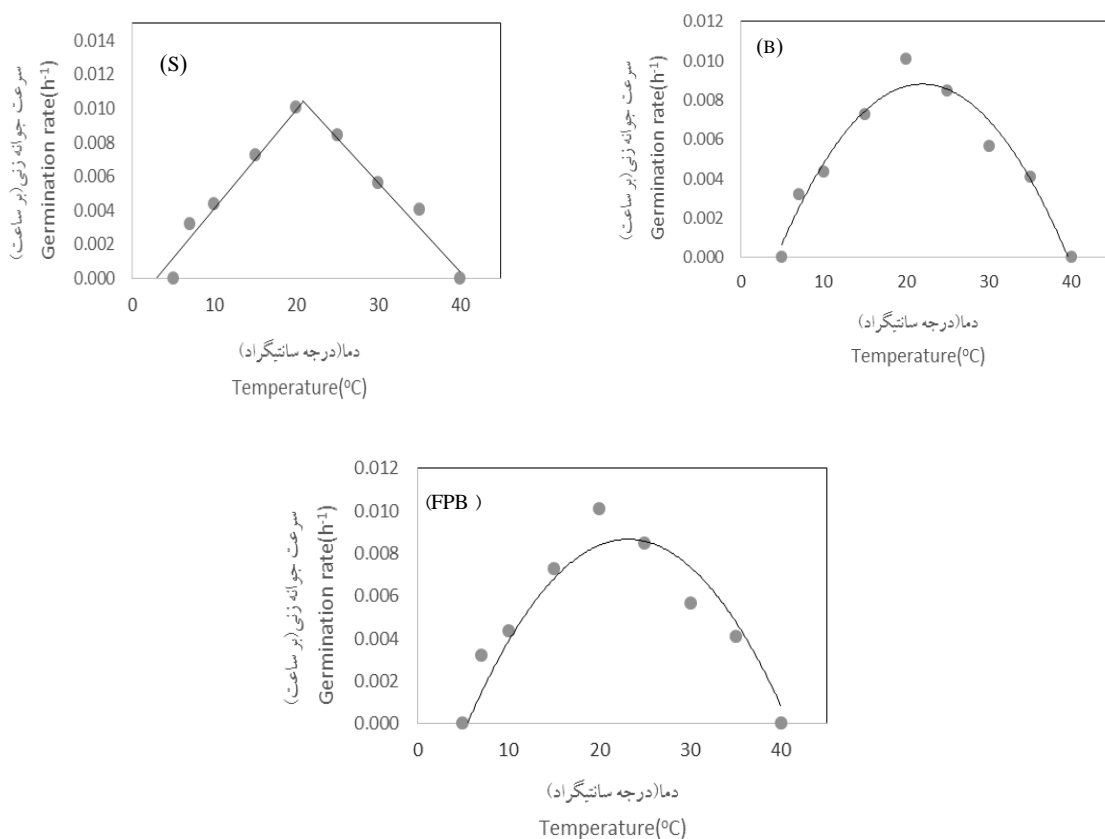 (S)
0.014
0.012
0.010
0.008
0.006
0.004
0.002
0.000
0 10 20 30 40
سرعت جوانه زنی(بر ساعت)
Germination rate(h-1)
دما(درجه سانتیگراد)
Temperature(ºC)
(B)
0.012
0.010
0.008
0.006
0.004
0.002
0.000
0 10 20 30 40
سرعت جوانه زنی(بر ساعت)
Germination rate(h-1)
دما(درجه سانتیگراد)
Temperature(ºC)
(FPB )
0.012
0.010
0.008
0.006
0.004
0.002
0.000
0 10 20 30 40
سرعت جوانه زنی(بر ساعت)
Germination rate(h-1)
دما(درجه سانتیگراد)
Temperature(ºC)